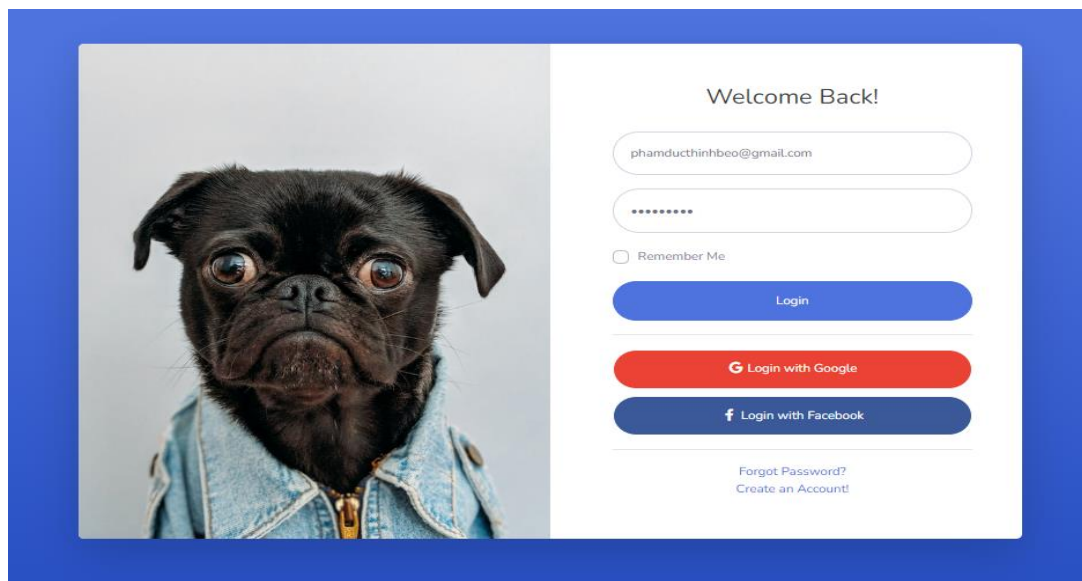 Welcome Back!
phamducthinhbeo@gmail.com
•••••••••
Remember Me
Login
Login with Google
Login with Facebook
Forgot Password?
Create an Account!